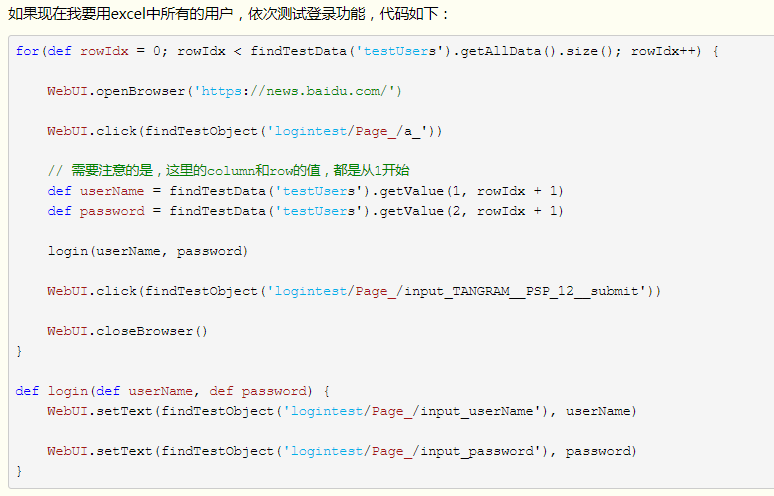 如果现在我要用excel中所有的用户，依次测试登录功能，代码如下：
for(def rowIdx = 0; rowIdx < findTestData('testUsers').getAllData().size(); rowIdx++) {
WebUI.openBrowser('https://news.baidu.com/')
WebUI.click(findTestObject('logintest/Page_/a_'))
// 需要注意的是，这里的column和row的值，都是从1开始
def userName = findTestData('testUsers').getValue(1, rowIdx + 1)
def password = findTestData('testUsers').getValue(2, rowIdx + 1)
login(userName, password)
WebUI.click(findTestObject('logintest/Page_/input_TANGRAM__PSP_12__submit'))
WebUI.closeBrowser()
}
def login(def userName, def password) {
WebUI.setText(findTestObject('logintest/Page_/input_userName'), userName)
WebUI.setText(findTestObject('logintest/Page_/input_password'), password)
}